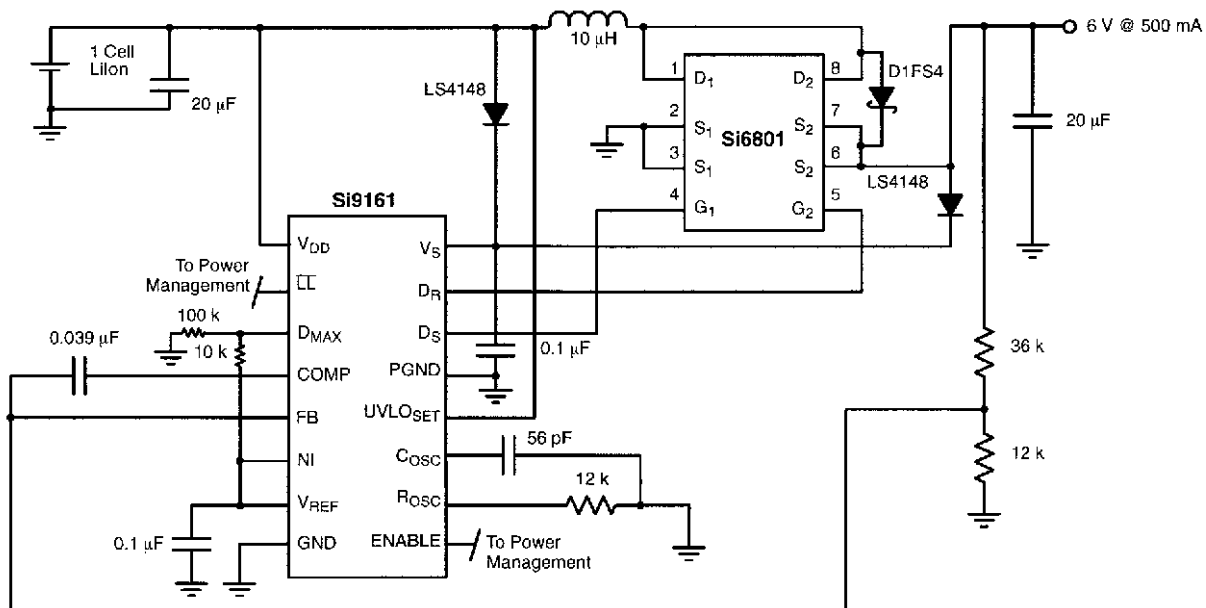 1 Cell
LiIon
20 µF
10 µH
6 V @ 500 mA
LS4148
D1FS4
1
D1
D2
8
2
S1
S2
7
Si6801
3
S1
S2
6
4
G1
G2
5
LS4148
20 µF
Si9161
VDD
VS
To Power
Management
LL
DR
100 k
DMAX
DS
0.039 µF
10 k
0.1 µF
COMP
PGND
36 k
FB
UVLOSET
56 pF
NI
COSC
12 k
12 k
VREF
ROSC
0.1 µF
GND
ENABLE
To Power
Management